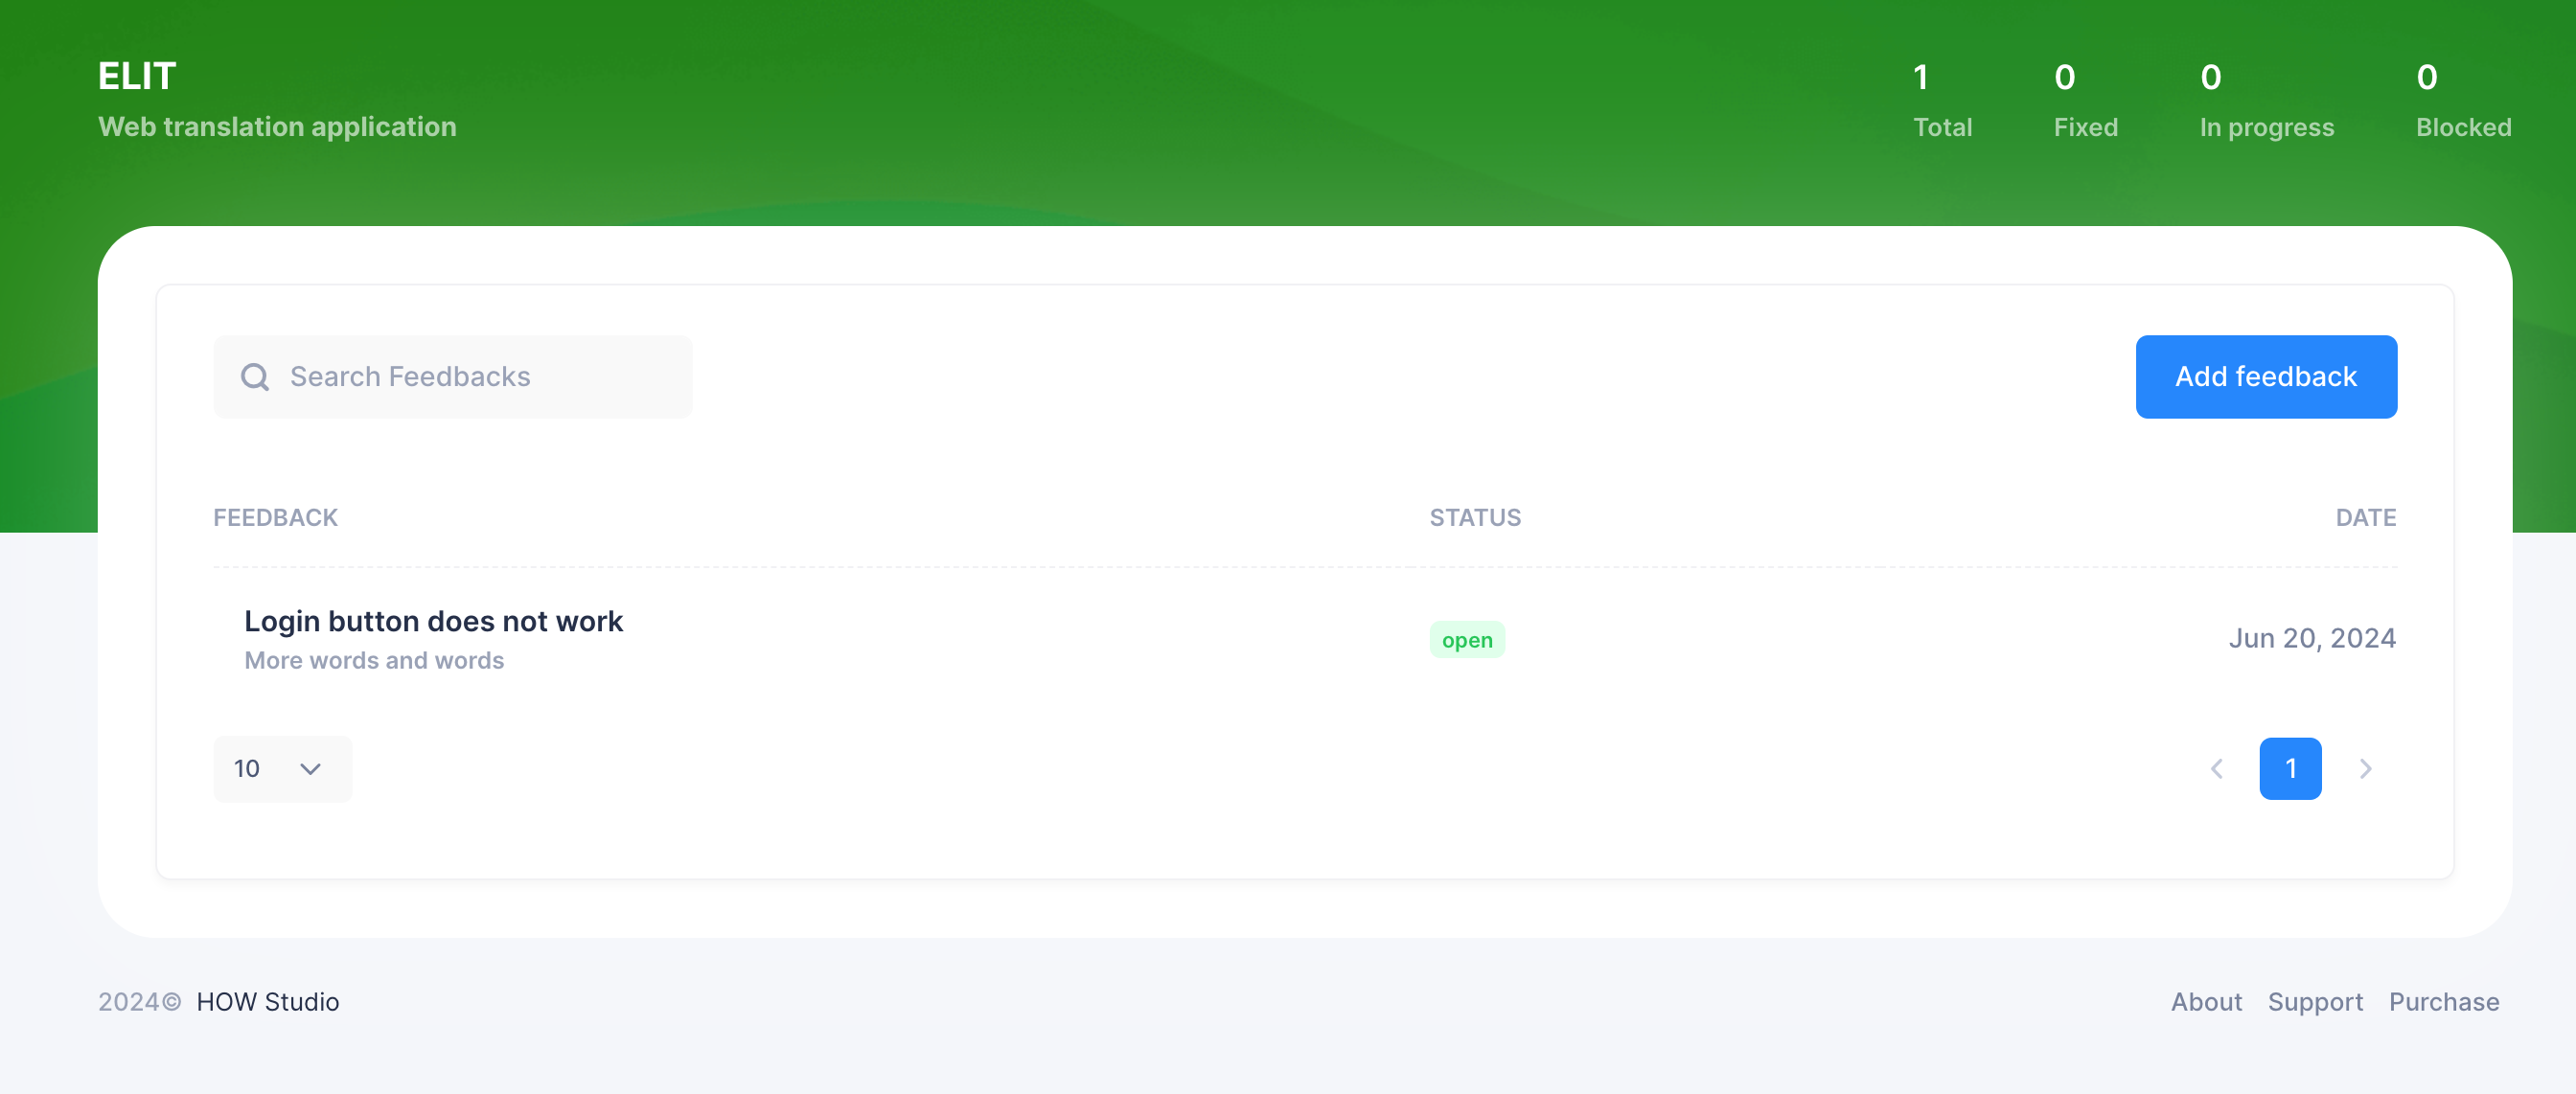 ELIT
Web translation application
1 0 0 0
Total Fixed In progress Blocked
Search Feedbacks
Add feedback
FEEDBACK STATUS DATE
Login button does not work
More words and words
open
Jun 20, 2024
10
1
2024© HOW Studio
About Support Purchase